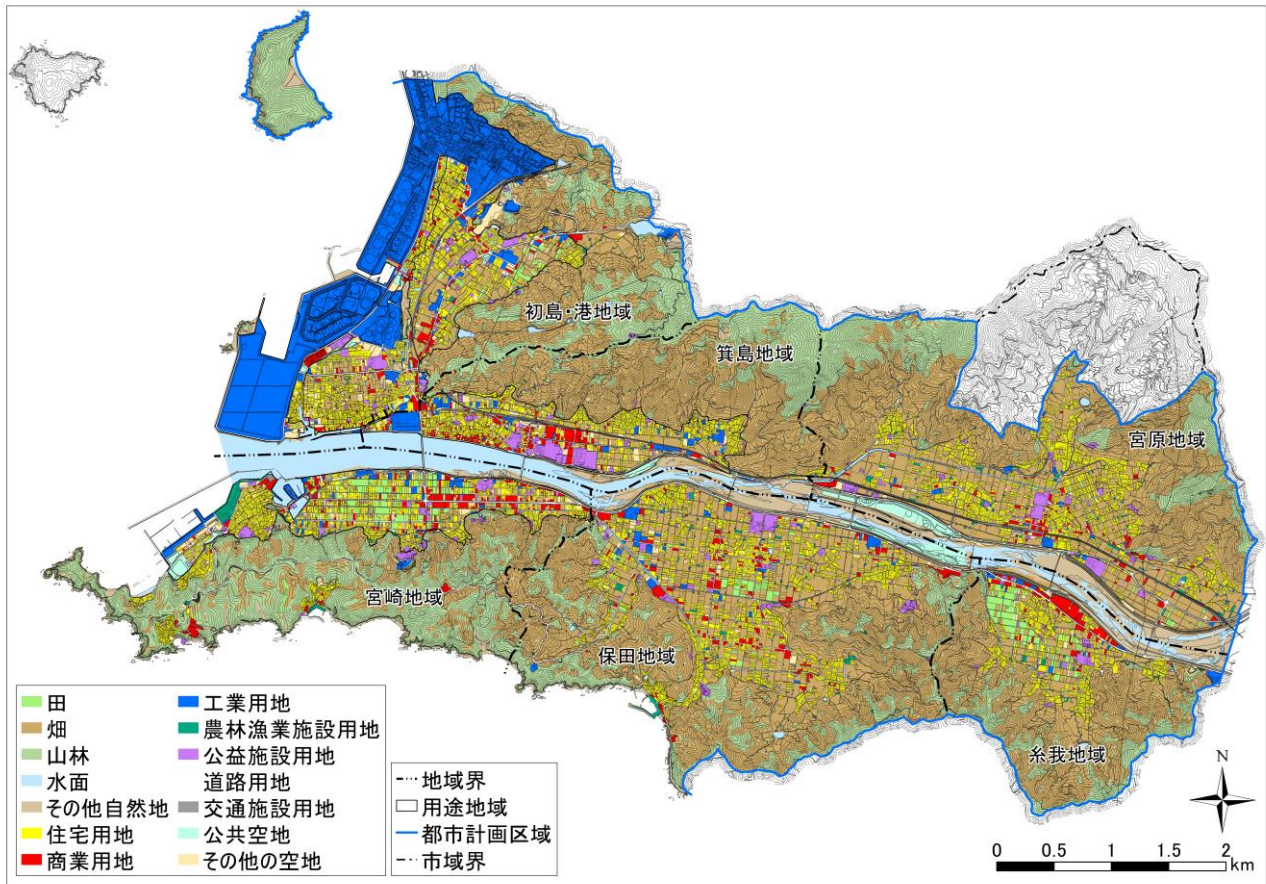 初島・港地域
箕島地域
宮原地域
宮崎地域
保田地域
糸我地域
田
畑
山林
水面
その他自然地
住宅用地
商業用地
工業用地
農林漁業施設用地
公益施設用地
道路用地
交通施設用地
公共空地
その他の空地
地域界
用途地域
都市計画区域
市域界
N
0 0.5 1 1.5 2
km